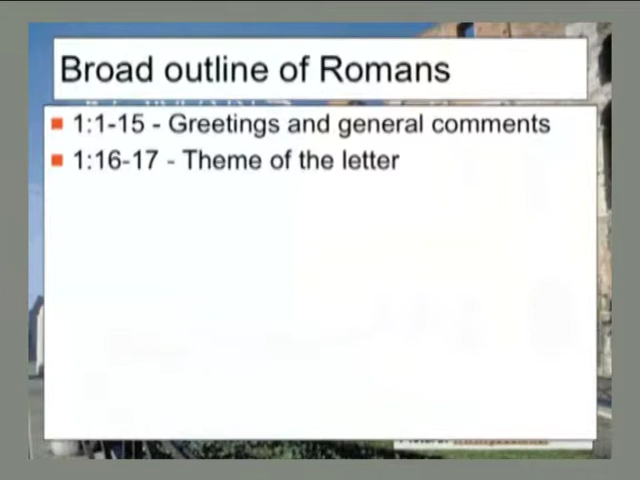 Broad outline of Romans
1:1-15 - Greetings and general comments
1:16-17 - Theme of the letter